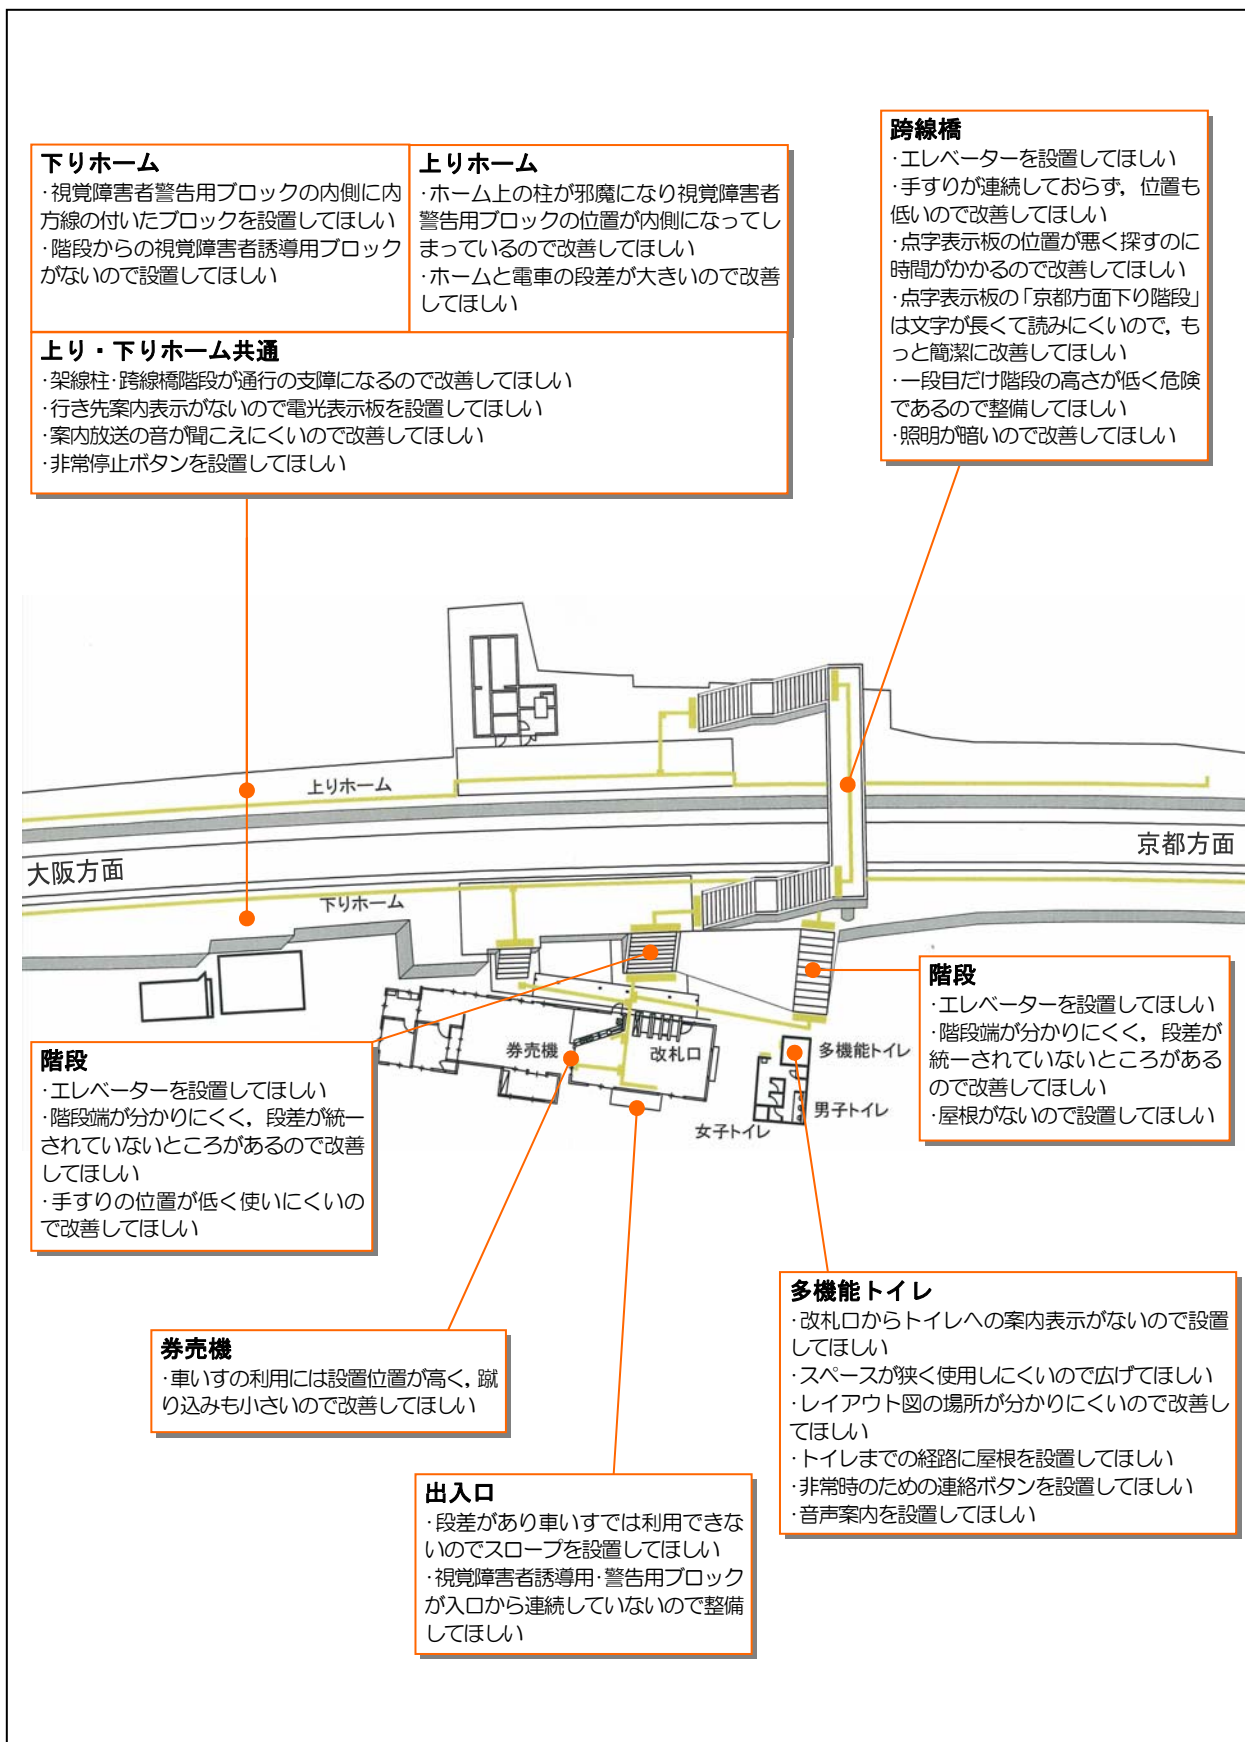 下りホーム
・視覚障害者警告用ブロックの内側に内
方線の付いたブロックを設置してほしい
・階段からの視覚障害者誘導用ブロック
がないので設置してほしい
上りホーム
・ホーム上の柱が邪魔になり視覚障害者
警告用ブロックの位置が内側になってし
まっているので改善してほしい
・ホームと電車の段差が大きいので改善
してほしい
上り・下りホーム共通
・架線柱・跨線橋階段が通行の支障になるので改善してほしい
・行き先案内表示がないので電光表示板を設置してほしい
・案内放送の音が聞こえにくいので改善してほしい
・非常停止ボタンを設置してほしい
跨線橋
・エレベーターを設置してほしい
・手すりが連続しておらず，位置も
低いので改善してほしい
・点字表示板の位置が悪く探すのに
時間がかかるので改善してほしい
・点字表示板の「京都方面下り階段」
は文字が長くて読みにくいので，も
っと簡潔に改善してほしい
・一段目だけ階段の高さが低く危険
であるので整備してほしい
・照明が暗いので改善してほしい
上りホーム
大阪方面
京都方面
下りホーム
券売機
改札口
多機能トイレ
男子トイレ
女子トイレ
階段
・エレベーターを設置してほしい
・階段端が分かりにくく，段差が統一
されていないところがあるので改善
してほしい
・手すりの位置が低く使いにくいの
で改善してほしい
階段
・エレベーターを設置してほしい
・階段端が分かりにくく，段差が
統一されていないところがある
ので改善してほしい
・屋根がないので設置してほしい
券売機
・車いすの利用には設置位置が高く，蹴
り込みも小さいので改善してほしい
多機能トイレ
・改札口からトイレへの案内表示がないので設置
してほしい
・スペースが狭く使用しにくいので広げてほしい
・レイアウト図の場所が分かりにくいので改善し
てほしい
・トイレまでの経路に屋根を設置してほしい
・非常時のための連絡ボタンを設置してほしい
・音声案内を設置してほしい
出入口
・段差があり車いすでは利用できな
いのでスロープを設置してほしい
・視覚障害者誘導用・警告用ブロック
が入口から連続していないので整備
してほしい